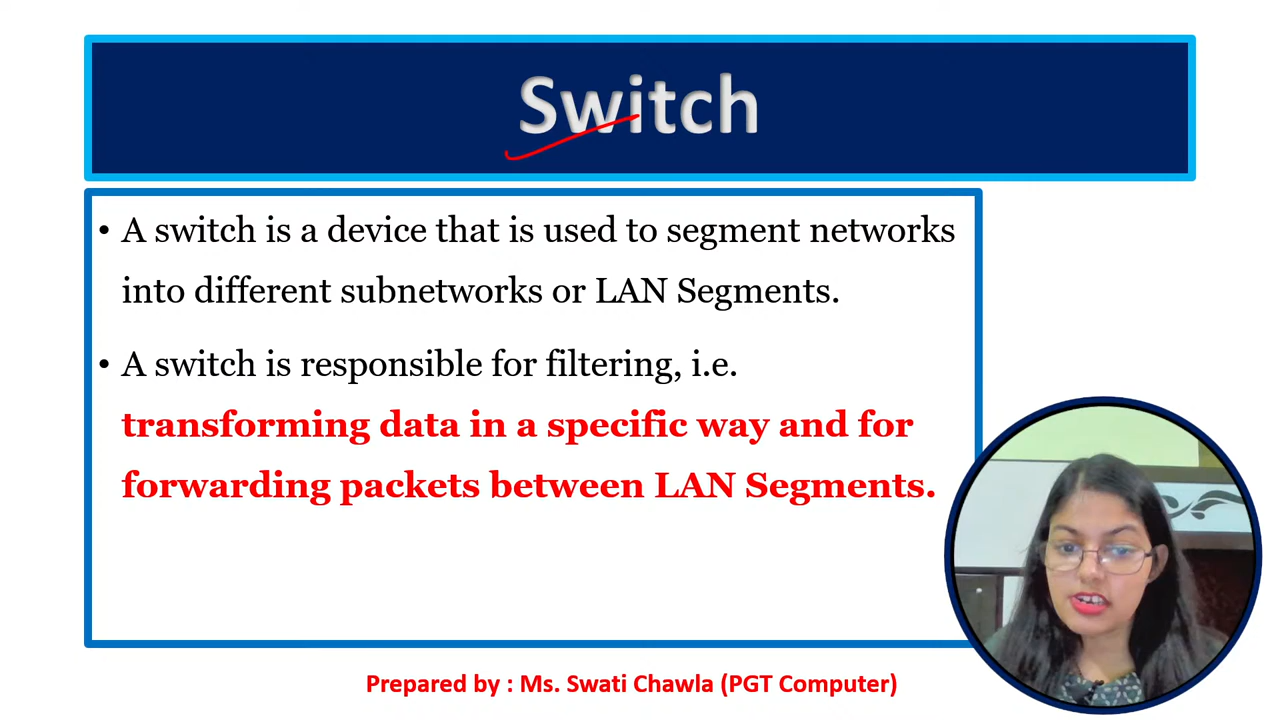 Switch
• A switch is a device that is used to segment networks
into different subnetworks or LAN Segments.
• A switch is responsible for filtering, i.e.
transforming data in a specific way and for
forwarding packets between LAN Segments.
Prepared by : Ms. Swati Chawla (PGT Computer)